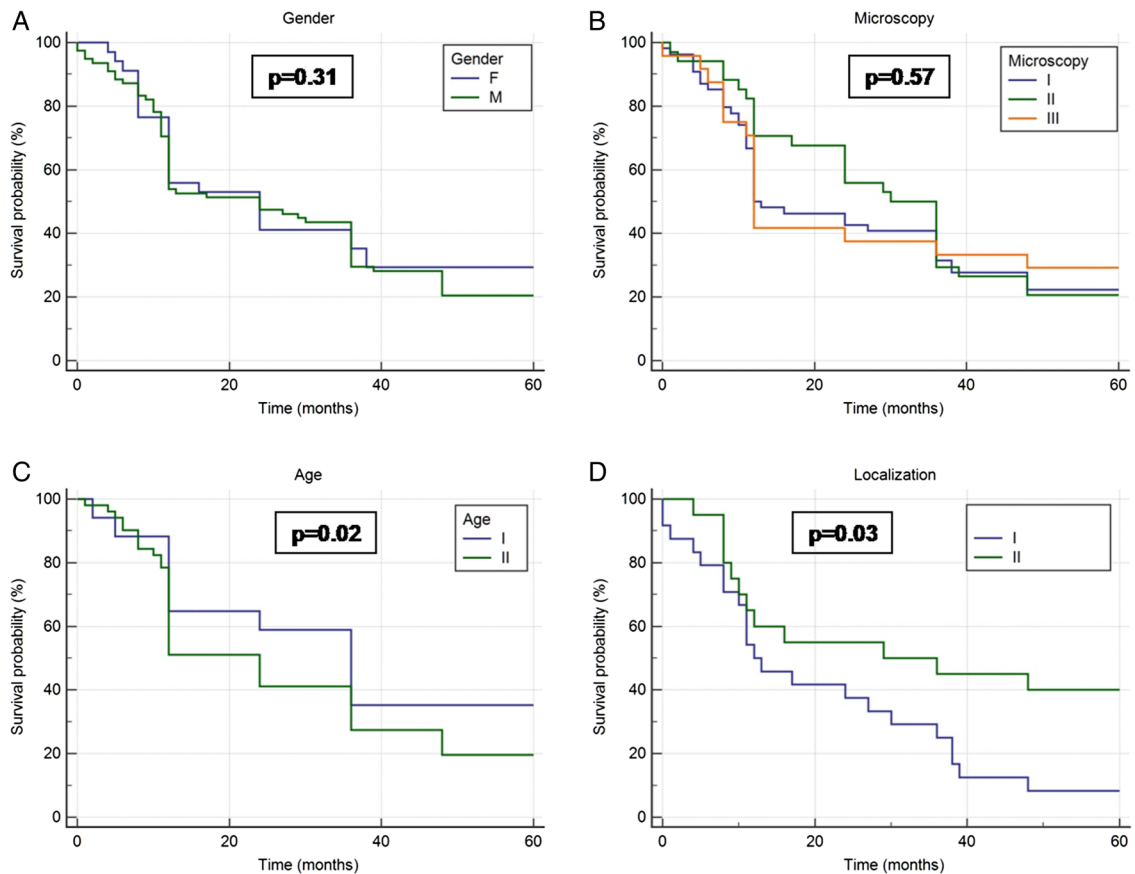 A
Gender
100
80
60
40
20
0
Survival probability (%)
p=0.31
Gender
F
M
0
20
40
60
Time (months)
B
Microscopy
100
80
60
40
20
0
Survival probability (%)
p=0.57
Microscopy
I
II
III
0
20
40
60
Time (months)
C
Age
100
80
60
40
20
0
Survival probability (%)
p=0.02
Age
I
II
0
20
40
60
Time (months)
D
Localization
100
80
60
40
20
0
Survival probability (%)
p=0.03
I
II
0
20
40
60
Time (months)